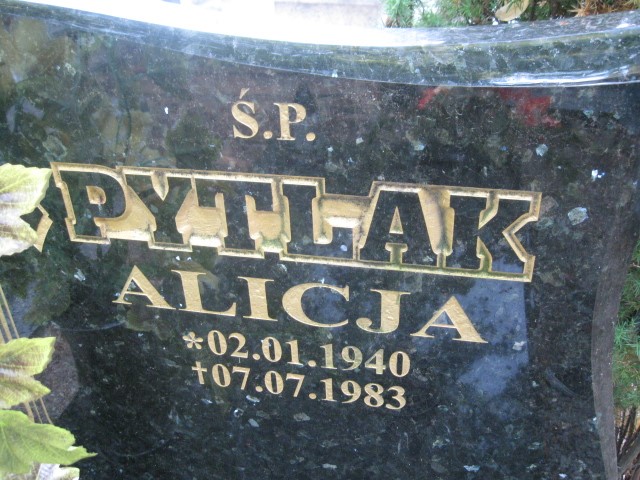 Ś.P.
PYTLAK
ALICJA
*02.01.1940
†07.07.1983